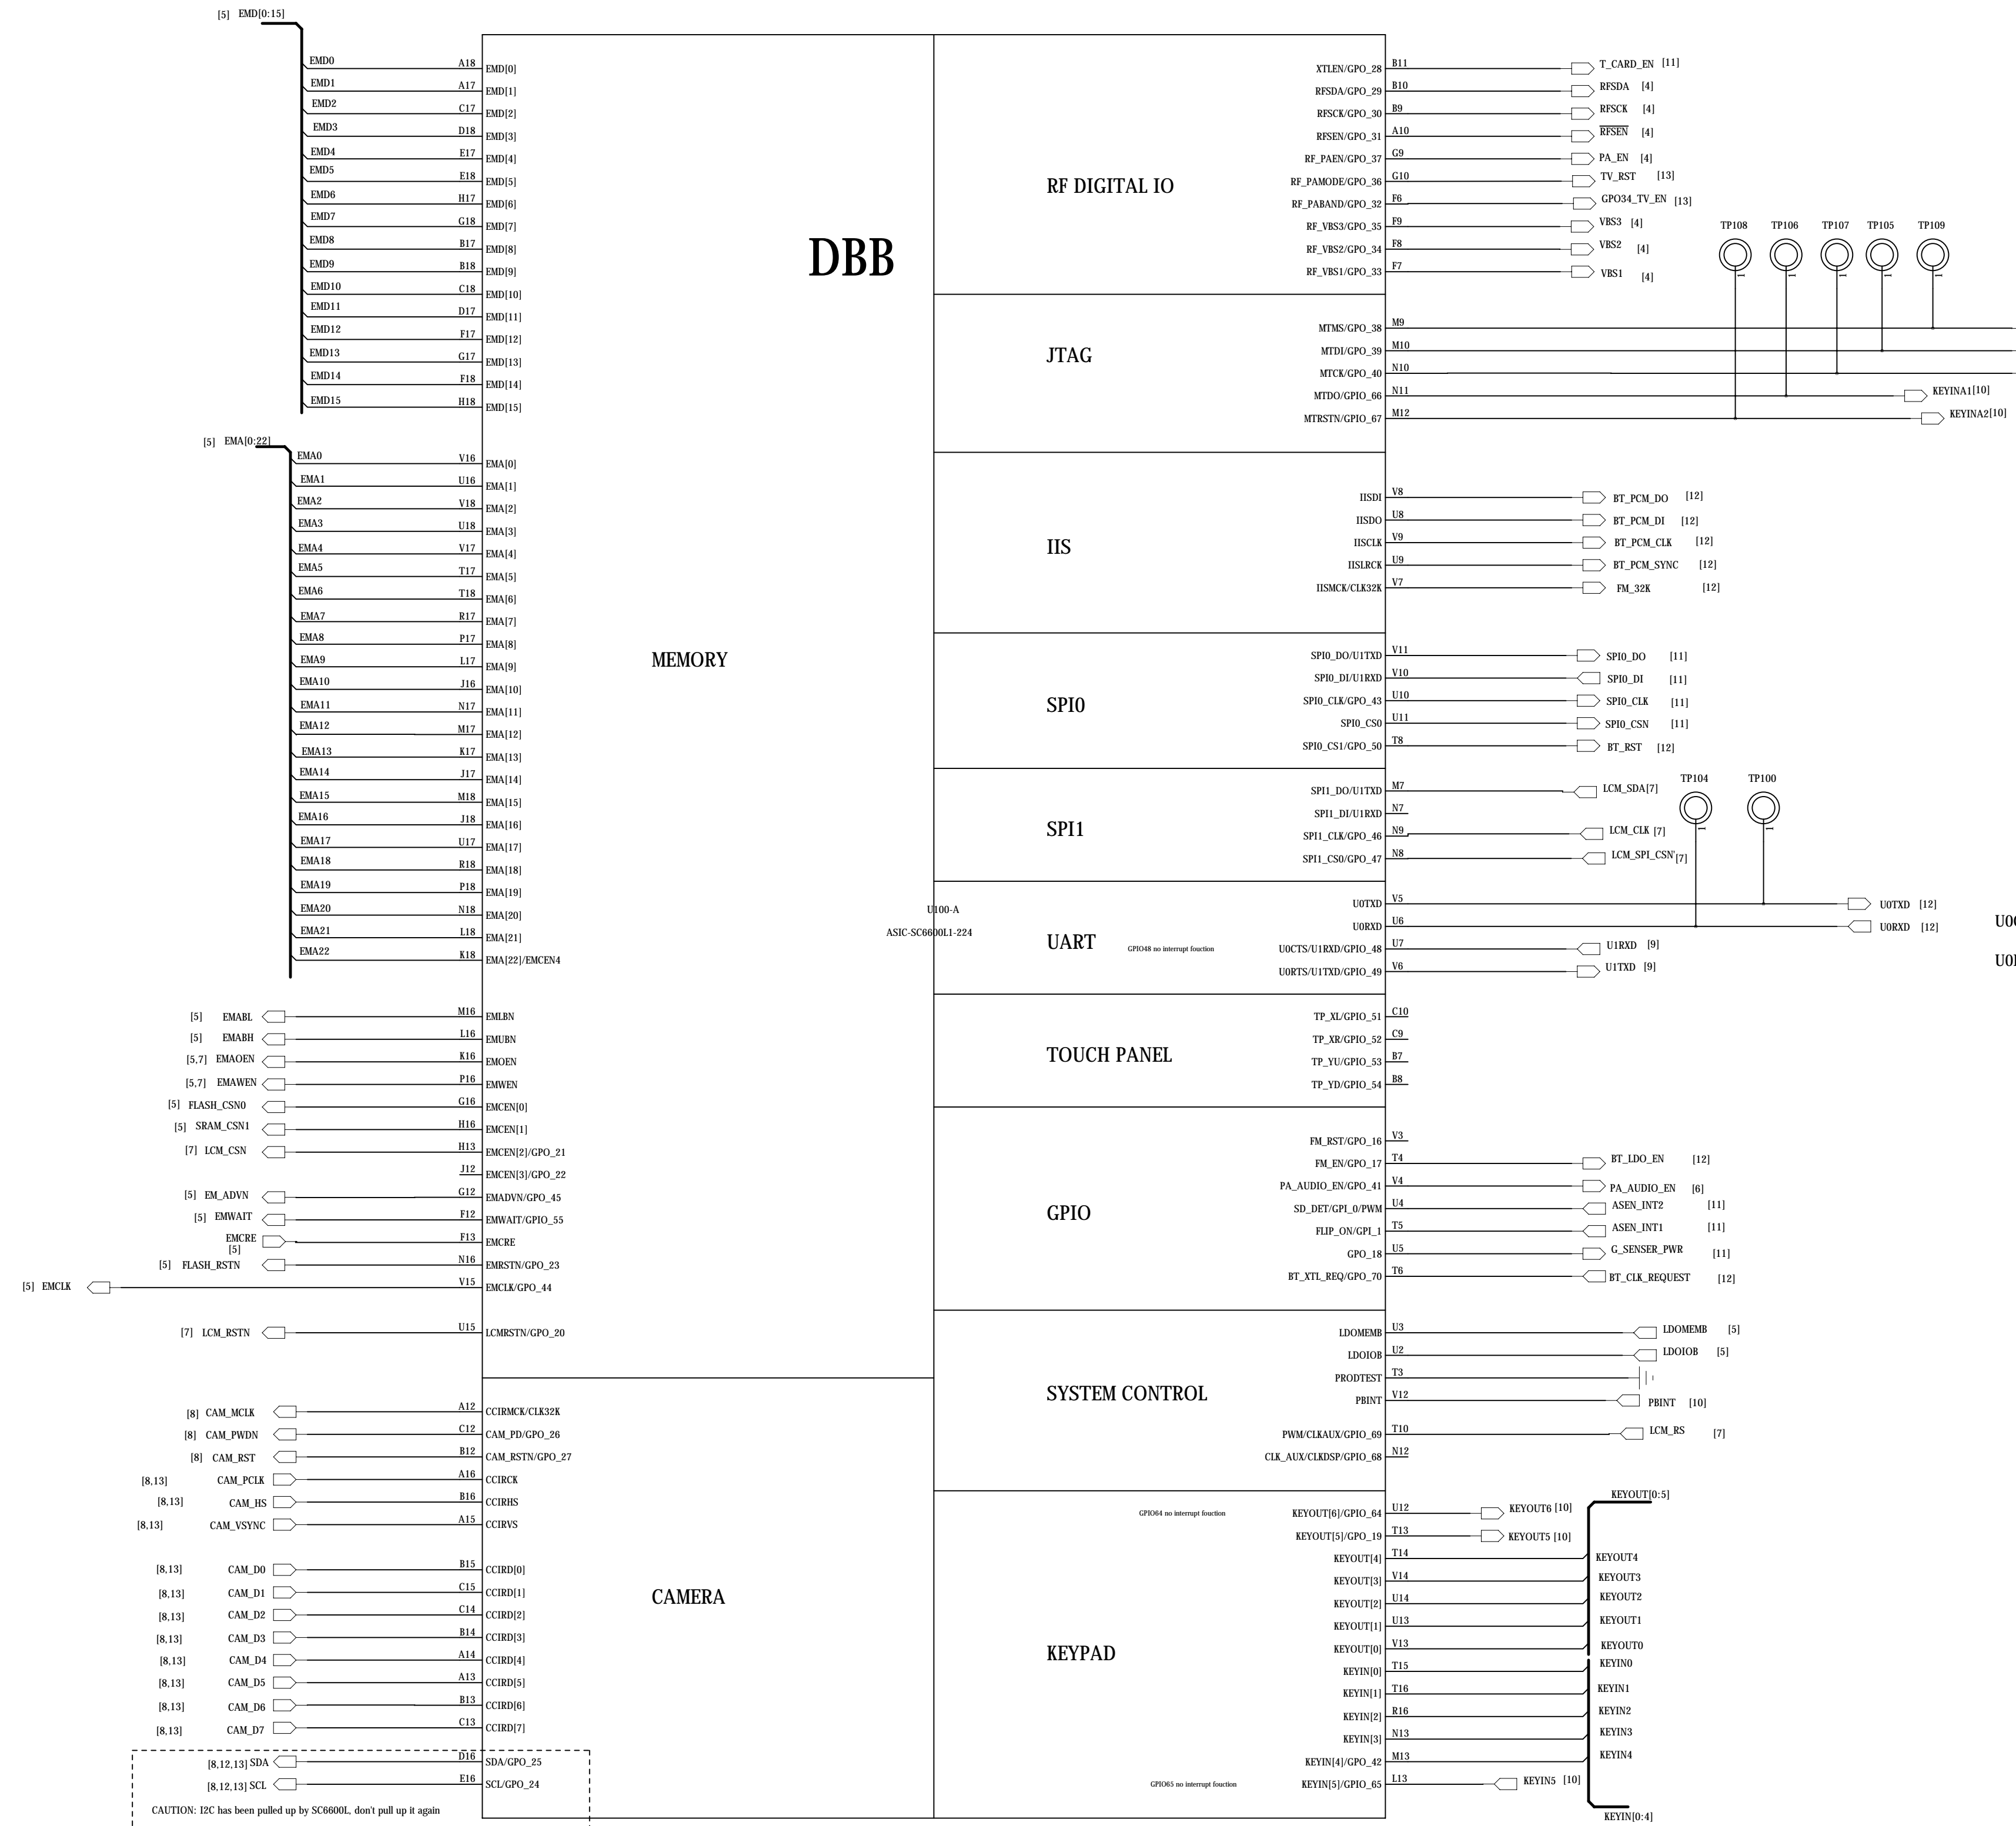 [5] EMD[0:15]
EMD0 A18 EMD[0]
EMD1 A17 EMD[1]
EMD2 C17 EMD[2]
EMD3 D18 EMD[3]
EMD4 E17 EMD[4]
EMD5 E18 EMD[5]
EMD6 H17 EMD[6]
EMD7 G18 EMD[7]
EMD8 B17 EMD[8]
EMD9 B18 EMD[9]
EMD10 C18 EMD[10]
EMD11 D17 EMD[11]
EMD12 F17 EMD[12]
EMD13 G17 EMD[13]
EMD14 F18 EMD[14]
EMD15 H18 EMD[15]
[5] EMA[0:22]
EMA0 V16 EMA[0]
EMA1 U16 EMA[1]
EMA2 V18 EMA[2]
EMA3 U18 EMA[3]
EMA4 V17 EMA[4]
EMA5 T17 EMA[5]
EMA6 T18 EMA[6]
EMA7 R17 EMA[7]
EMA8 P17 EMA[8]
EMA9 L17 EMA[9]
EMA10 J16 EMA[10]
EMA11 N17 EMA[11]
EMA12 M17 EMA[12]
EMA13 K17 EMA[13]
EMA14 J17 EMA[14]
EMA15 M18 EMA[15]
EMA16 J18 EMA[16]
EMA17 U17 EMA[17]
EMA18 R18 EMA[18]
EMA19 P18 EMA[19]
EMA20 N18 EMA[20]
EMA21 L18 EMA[21]
EMA22 K18 EMA[22]/EMCEN4
[5] EMABL M16 EMLBN
[5] EMABH L16 EMUBN
[5,7] EMAOEN K16 EMOEN
[5,7] EMAWEN P16 EMWEN
[5] FLASH_CSN0 G16 EMCEN[0]
[5] SRAM_CSN1 H16 EMCEN[1]
[7] LCM_CSN H13 EMCEN[2]/GPO_21
J12 EMCEN[3]/GPO_22
[5] EM_ADVN G12 EMADVN/GPO_45
[5] EMWAIT F12 EMWAIT/GPIO_55
EMCRE [5] F13 EMCRE
[5] FLASH_RSTN N16 EMRSTN/GPO_23
[5] EMCLK V15 EMCLK/GPO_44
[7] LCM_RSTN U15 LCMRSTN/GPO_20
[8] CAM_MCLK A12 CCIRMCK/CLK32K
[8] CAM_PWDN C12 CAM_PD/GPO_26
[8] CAM_RST B12 CAM_RSTN/GPO_27
[8,13] CAM_PCLK A16 CCIRCK
[8,13] CAM_HS B16 CCIRHS
[8,13] CAM_VSYNC A15 CCIRVS
[8,13] CAM_D0 B15 CCIRD[0]
[8,13] CAM_D1 C15 CCIRD[1]
[8,13] CAM_D2 C14 CCIRD[2]
[8,13] CAM_D3 B14 CCIRD[3]
[8,13] CAM_D4 A14 CCIRD[4]
[8,13] CAM_D5 A13 CCIRD[5]
[8,13] CAM_D6 B13 CCIRD[6]
[8,13] CAM_D7 C13 CCIRD[7]
[8,12,13] SDA D16 SDA/GPO_25
[8,12,13] SCL E16 SCL/GPO_24
CAUTION: I2C has been pulled up by SC6600L, don't pull up it again
DBB
MEMORY
CAMERA
U100-A
ASIC-SC6600L1-224
RF DIGITAL IO
XTLEN/GPO_28 B11 T_CARD_EN [11]
RFSDA/GPO_29 B10 RFSDA [4]
RFSCK/GPO_30 B9 RFSCK [4]
RFSEN/GPO_31 A10 RFSEN [4]
RF_PAEN/GPO_37 G9 PA_EN [4]
RF_PAMODE/GPO_36 G10 TV_RST [13]
RF_PABAND/GPO_32 F6 GPO34_TV_EN [13]
RF_VBS3/GPO_35 F9 VBS3 [4]
RF_VBS2/GPO_34 F8 VBS2 [4]
RF_VBS1/GPO_33 F7 VBS1 [4]
TP108 TP106 TP107 TP105 TP109
1 1 1 1 1
JTAG
MTMS/GPO_38 M9
MTDI/GPO_39 M10
MTCK/GPO_40 N10
MTDO/GPIO_66 N11 KEYINA1[10]
MTRSTN/GPIO_67 M12 KEYINA2[10]
IIS
IISDI V8 BT_PCM_DO [12]
IISDO U8 BT_PCM_DI [12]
IISCLK V9 BT_PCM_CLK [12]
IISLRCK U9 BT_PCM_SYNC [12]
IISMCK/CLK32K V7 FM_32K [12]
SPI0
SPI0_DO/U1TXD V11 SPI0_DO [11]
SPI0_DI/U1RXD V10 SPI0_DI [11]
SPI0_CLK/GPO_43 U10 SPI0_CLK [11]
SPI0_CS0 U11 SPI0_CSN [11]
SPI0_CS1/GPO_50 T8 BT_RST [12]
TP104 TP100
1 1
SPI1
SPI1_DO/U1TXD M7 LCM_SDA[7]
SPI1_DI/U1RXD N7
SPI1_CLK/GPO_46 N9 LCM_CLK [7]
SPI1_CS0/GPO_47 N8 LCM_SPI_CSN [7]
UART
U0TXD V5 U0TXD [12]
U0RXD U6 U0RXD [12]
GPIO48 no interrupt fouction U0CTS/U1RXD/GPIO_48 U7 U1RXD [9]
U0RTS/U1TXD/GPIO_49 V6 U1TXD [9]
TOUCH PANEL
TP_XL/GPIO_51 C10
TP_XR/GPIO_52 C9
TP_YU/GPIO_53 B7
TP_YD/GPIO_54 B8
GPIO
FM_RST/GPO_16 V3
FM_EN/GPO_17 T4 BT_LDO_EN [12]
PA_AUDIO_EN/GPO_41 V4 PA_AUDIO_EN [6]
SD_DET/GPI_0/PWM U4 ASEN_INT2 [11]
FLIP_ON/GPI_1 T5 ASEN_INT1 [11]
GPO_18 U5 G_SENSER_PWR [11]
BT_XTL_REQ/GPO_70 T6 BT_CLK_REQUEST [12]
SYSTEM CONTROL
LDOMEMB U3 LDOMEMB [5]
LDOIOB U2 LDOIOB [5]
PRODTEST T3
PBINT V12 PBINT [10]
PWM/CLKAUX/GPIO_69 T10 LCM_RS [7]
CLK_AUX/CLKDSP/GPIO_68 N12
KEYPAD
KEYOUT[0:5]
GPIO64 no interrupt fouction KEYOUT[6]/GPIO_64 U12 KEYOUT6 [10]
KEYOUT[5]/GPO_19 T13 KEYOUT5 [10]
KEYOUT[4] T14 KEYOUT4
KEYOUT[3] V14 KEYOUT3
KEYOUT[2] U14 KEYOUT2
KEYOUT[1] U13 KEYOUT1
KEYOUT[0] V13 KEYOUT0
KEYIN[0] T15 KEYIN0
KEYIN[1] T16 KEYIN1
KEYIN[2] R16 KEYIN2
KEYIN[3] N13 KEYIN3
KEYIN[4]/GPO_42 M13 KEYIN4
GPIO65 no interrupt fouction KEYIN[5]/GPIO_65 L13 KEYIN5 [10]
KEYIN[0:4]